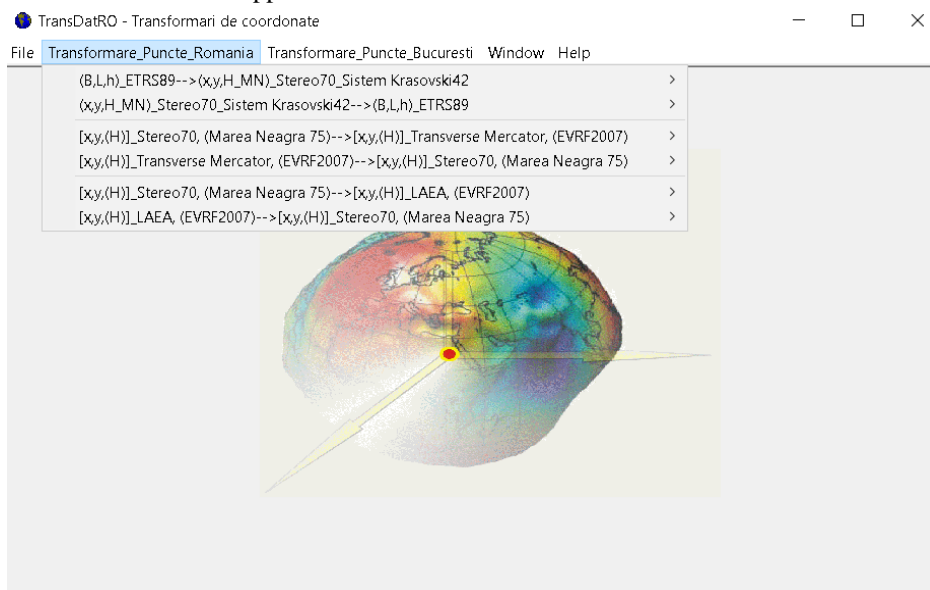 TransDatRO - Transformari de coordonate
File Transformare_Puncte_Romania Transformare_Puncte_Bucuresti Window Help
(B,L,h)_ETRS89-->(x,y,H_MN)_Stereo70_Sistem Krasovski42
(x,y,H_MN)_Stereo70_Sistem Krasovski42-->(B,L,h)_ETRS89
[x,y,(H)]_Stereo70, (Marea Neagra 75)-->[x,y,(H)]_Transverse Mercator, (EVRF2007)
[x,y,(H)]_Transverse Mercator, (EVRF2007)-->[x,y,(H)]_Stereo70, (Marea Neagra 75)
[x,y,(H)]_Stereo70, (Marea Neagra 75)-->[x,y,(H)]_LAEA, (EVRF2007)
[x,y,(H)]_LAEA, (EVRF2007)-->[x,y,(H)]_Stereo70, (Marea Neagra 75)